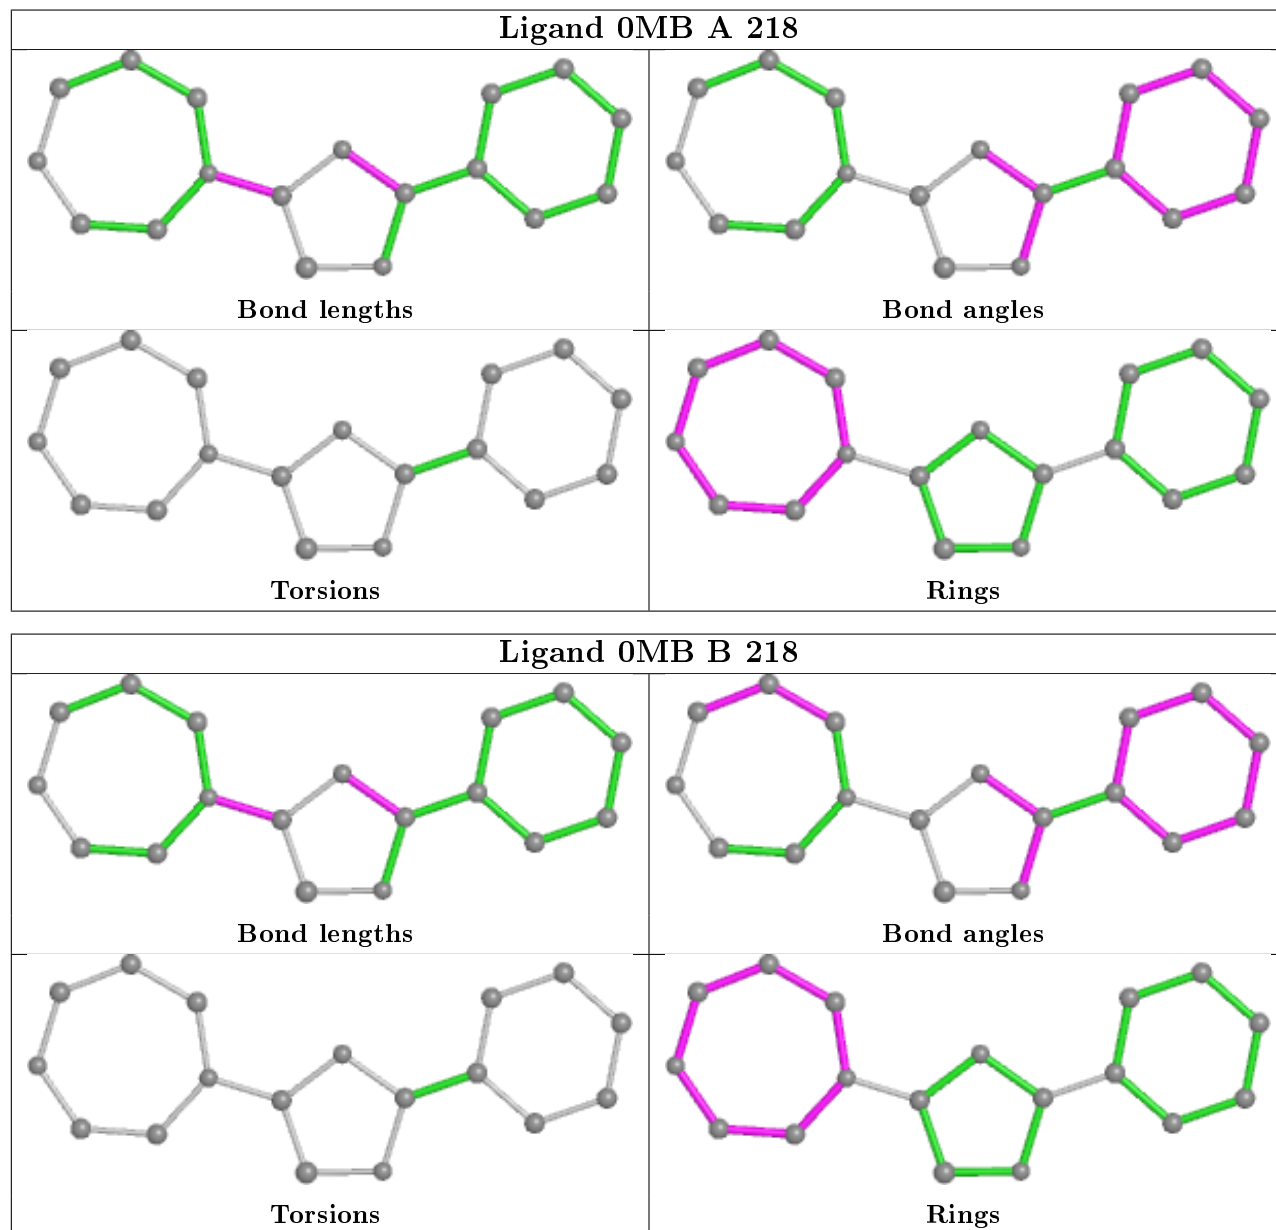 Ligand 0MB A 218
Bond lengths
Bond angles
Torsions
Rings
Ligand 0MB B 218
Bond lengths
Bond angles
Torsions
Rings